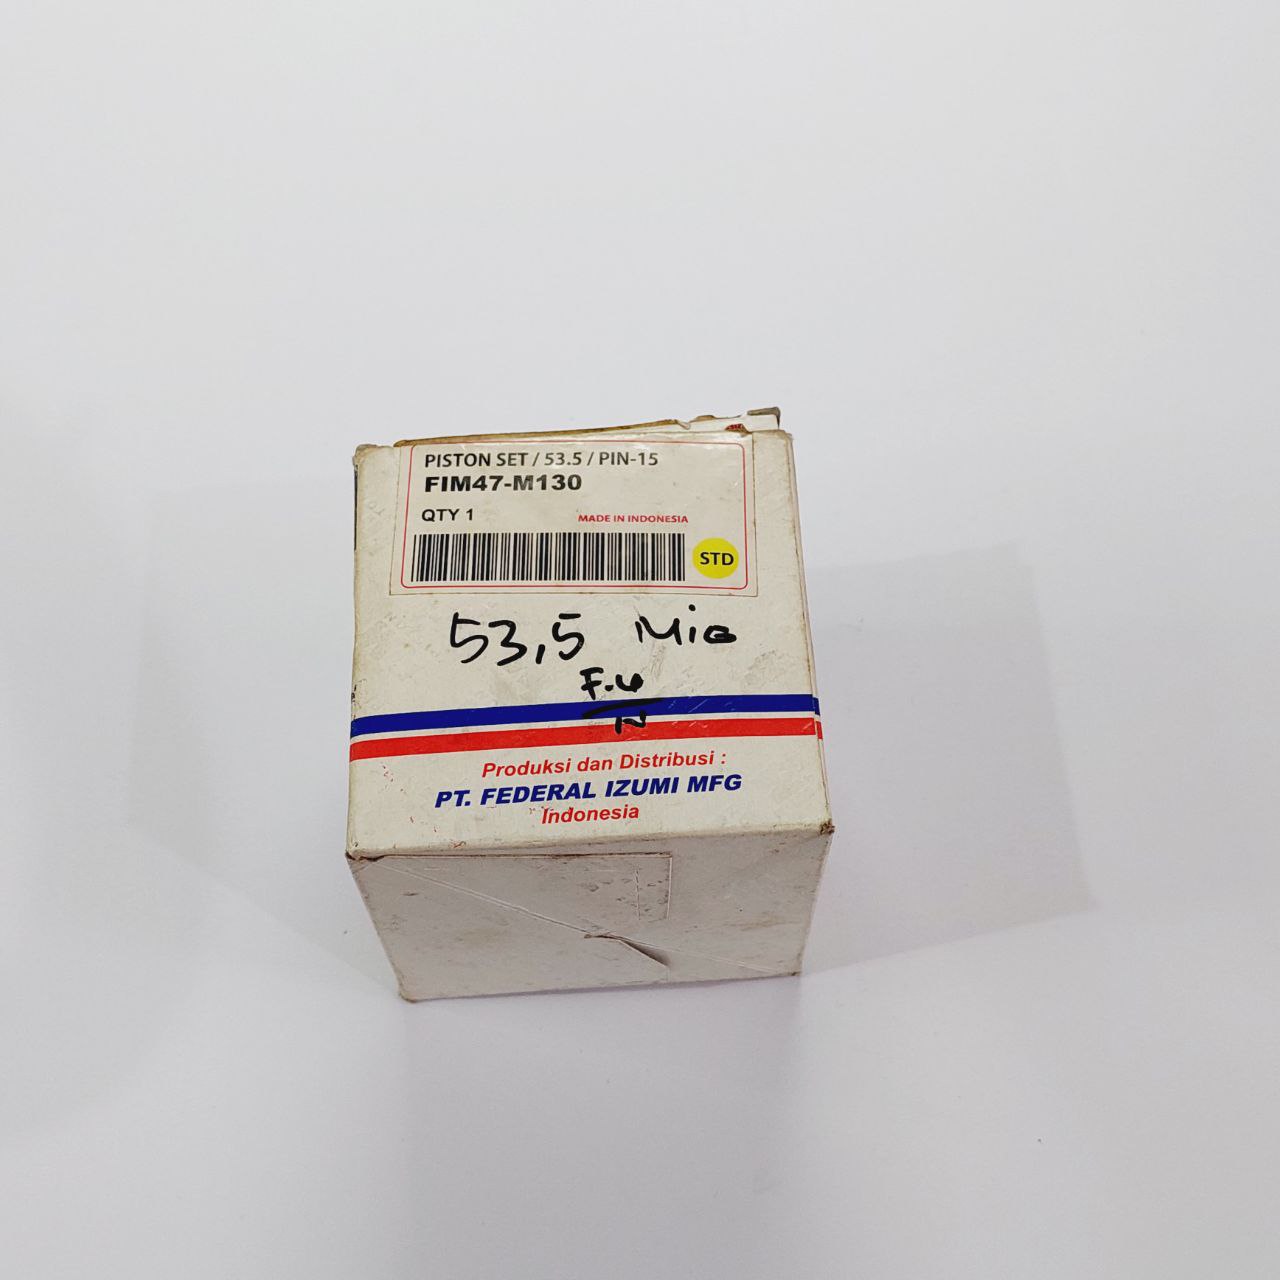 PISTON SET / 53.5 / PIN-15
FIM47-M130
QTY 1
MADE IN INDONESIA
STD
53,5 Mio
Produksi dan Distribusi :
PT. FEDERAL IZUMI MFG
Indonesia